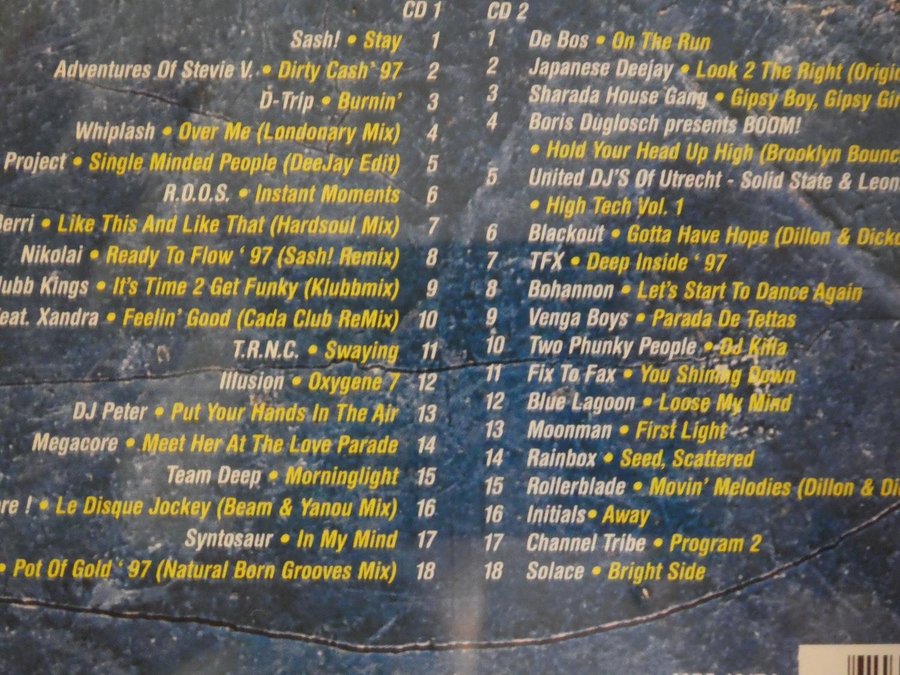 CD 1
Sash! • Stay 1
Adventures Of Stevie V. • Dirty Cash' 97 2
D-Trip • Burnin' 3
Whiplash • Over Me (Londonary Mix) 4
Project • Single Minded People (DeeJay Edit) 5
R.O.O.S. • Instant Moments 6
• Like This And Like That (Hardsoul Mix) 7
Nikolai • Ready To Flow ' 97 (Sash! Remix) 8
Kings • It's Time 2 Get Funky (Klubbmix) 9
feat. Xandra • Feelin' Good (Cada Club ReMix) 10
T.R.N.C. • Swaying 11
Illusion • Oxygene 7 12
DJ Peter • Put Your Hands In The Air 13
Megacore • Meet Her At The Love Parade 14
Team Deep • Morninglight 15
! • Le Disque Jockey (Beam & Yanou Mix) 16
Syntosaur • In My Mind 17
• Pot Of Gold ' 97 (Natural Born Grooves Mix) 18
CD 2
1 De Bos • On The Run
2 Japanese Deejay • Look 2 The Right
3 Sharada House Gang • Gipsy Boy, Gipsy
4 Boris Duglosch presents BOOM!
• Hold Your Head Up High (Brooklyn
5 United DJ'S Of Utrecht - Solid State &
• High Tech Vol. 1
6 Blackout • Gotta Have Hope (Dillon &
7 TFX • Deep Inside ' 97
8 Bohannon • Let's Start To Dance Again
9 Venga Boys • Parada De Tettas
10 Two Phunky People • DJ Killa
11 Fix To Fax • You Shining Down
12 Blue Lagoon • Loose My Mind
13 Moonman • First Light
14 Rainbox • Seed, Scattered
15 Rollerblade • Movin' Melodies (Dillon &
16 Initials • Away
17 Channel Tribe • Program 2
18 Solace • Bright Side